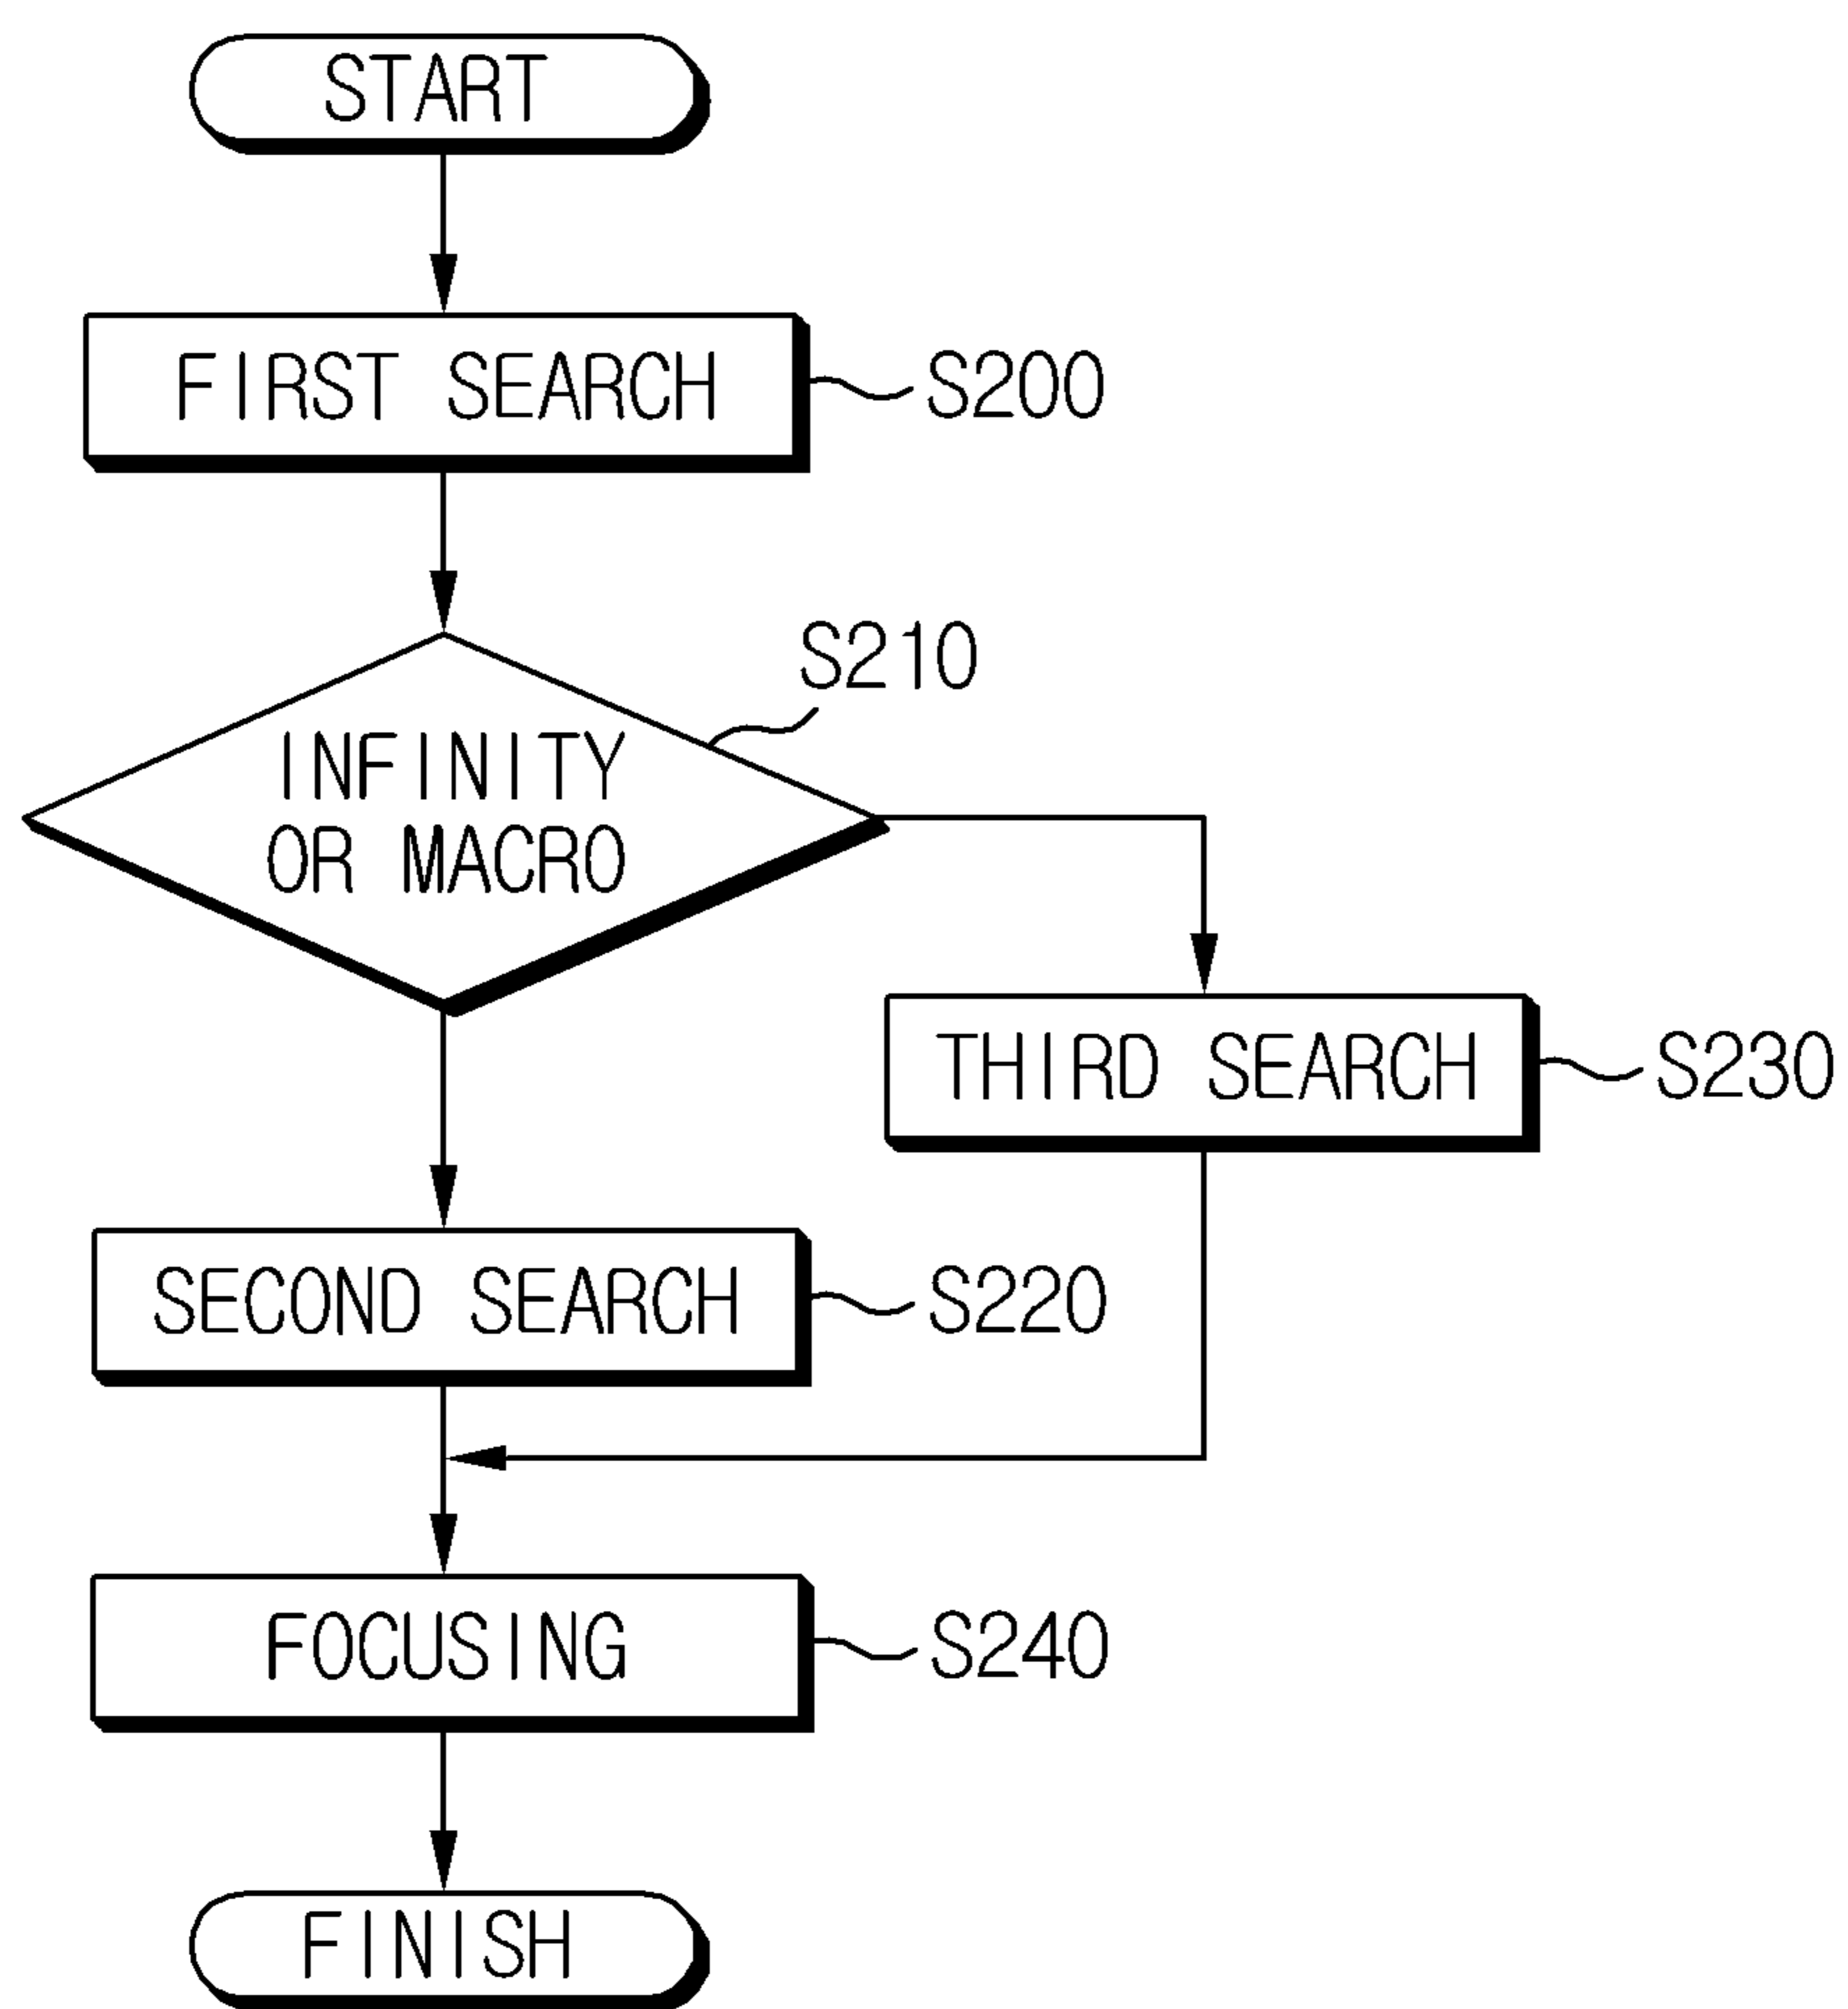 START
FIRST SEARCH
S200
S210
INFINITY
OR MACRO
THIRD SEARCH
S230
SECOND SEARCH
S220
FOCUSING
S240
FINISH